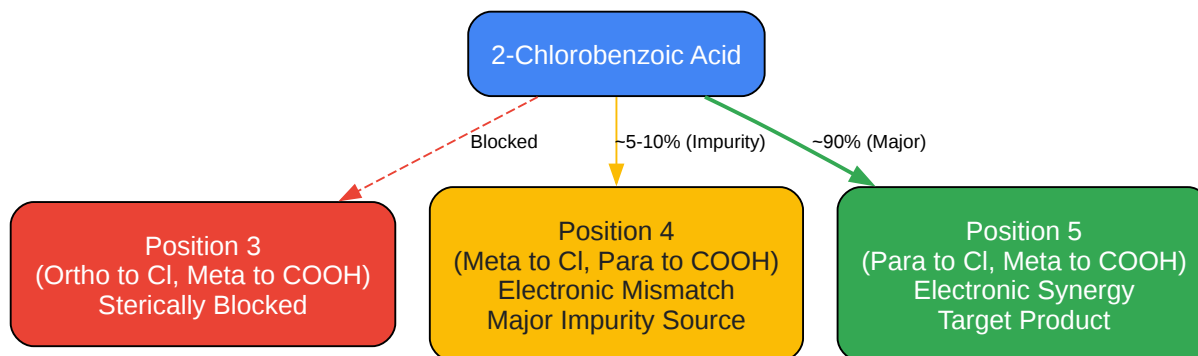 2-Chlorobenzoic Acid
Blocked
~5-10% (Impurity)
~90% (Major)
Position 3
(Ortho to Cl, Meta to COOH)
Sterically Blocked
Position 4
(Meta to Cl, Para to COOH)
Electronic Mismatch
Major Impurity Source
Position 5
(Para to Cl, Meta to COOH)
Electronic Synergy
Target Product